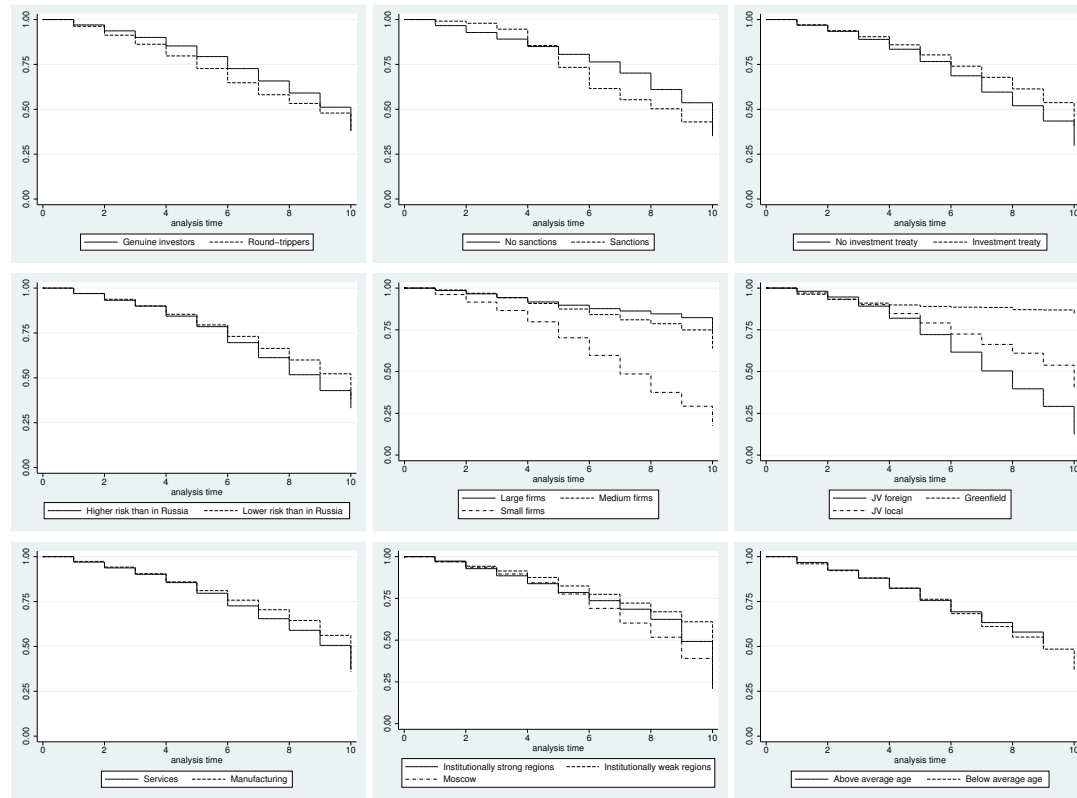 1.00
0.75
0.50
0.25
0.00
0 2 4 6 8 10
analysis time
Genuine investors Round-trippers
1.00
0.75
0.50
0.25
0.00
0 2 4 6 8 10
analysis time
No sanctions Sanctions
1.00
0.75
0.50
0.25
0.00
0 2 4 6 8 10
analysis time
No investment treaty Investment treaty
1.00
0.75
0.50
0.25
0.00
0 2 4 6 8 10
analysis time
Higher risk than in Russia Lower risk than in Russia
1.00
0.75
0.50
0.25
0.00
0 2 4 6 8 10
analysis time
Large firms Medium firms
Small firms
1.00
0.75
0.50
0.25
0.00
0 2 4 6 8 10
analysis time
JV foreign Greenfield
JV local
1.00
0.75
0.50
0.25
0.00
0 2 4 6 8 10
analysis time
Services Manufacturing
1.00
0.75
0.50
0.25
0.00
0 2 4 6 8 10
analysis time
Institutionally strong regions Institutionally weak regions
Moscow
1.00
0.75
0.50
0.25
0.00
0 2 4 6 8 10
analysis time
Above average age Below average age